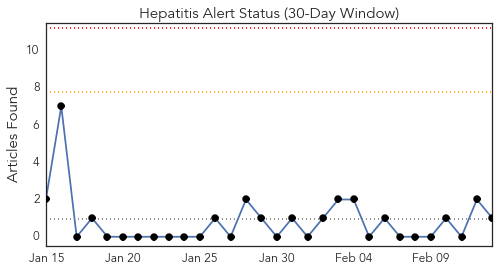 Hepatitis Alert Status (30-Day Window)
Articles Found
10
8
6
4
2
0
Jan 15 Jan 20 Jan 25 Jan 30 Feb 04 Feb 09